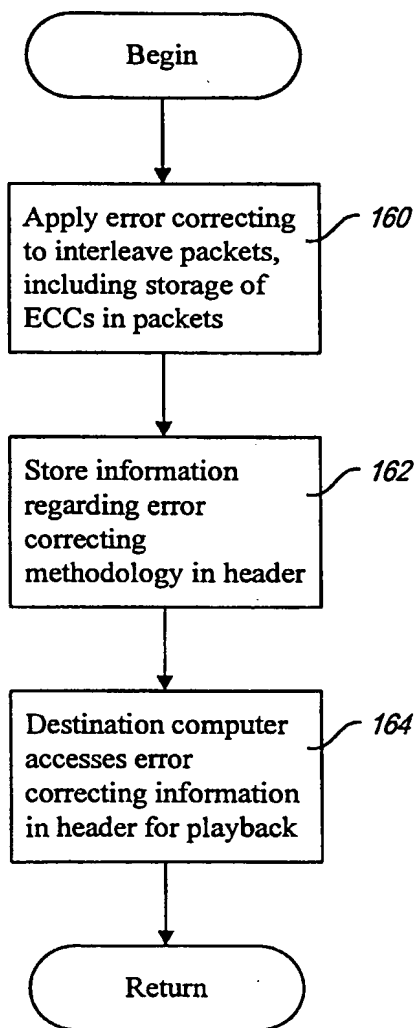 Begin
Apply error correcting
to interleave packets,
including storage of
ECCs in packets
160
Store information
regarding error
correcting
methodology in header
162
Destination computer
accesses error
correcting information
in header for playback
164
Return